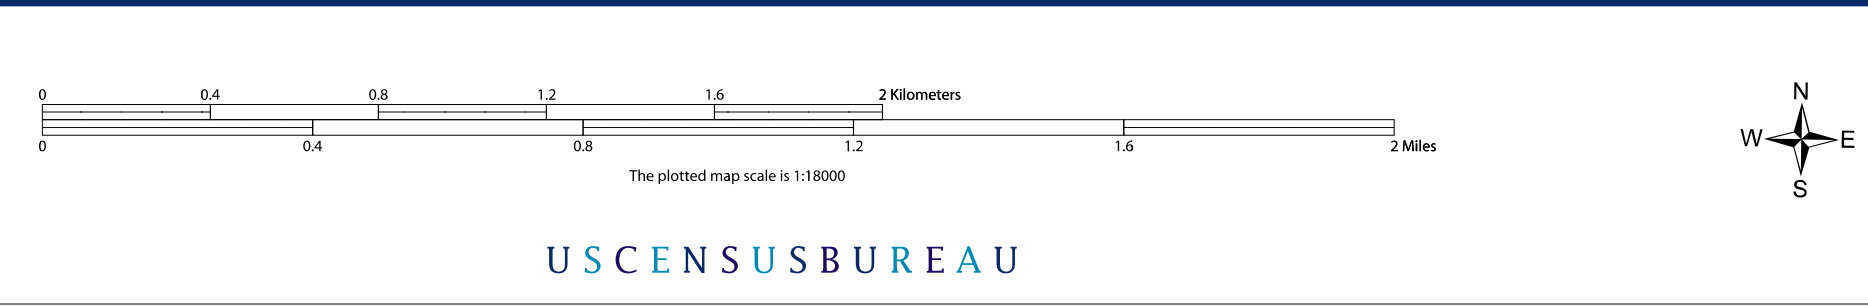 0 0.4 0.8 1.2 1.6 2 Kilometers
0 0.4 0.8 1.2 1.6 2 Miles
The plotted map scale is 1:18000
USCENSUSBUREAU
N
W E
S